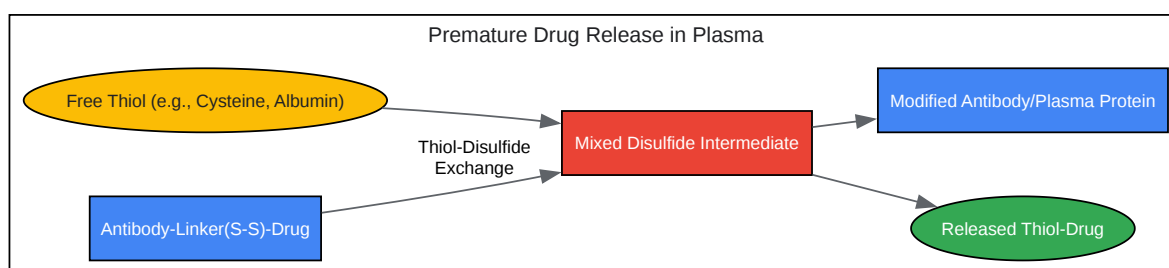 Premature Drug Release in Plasma
Free Thiol (e.g., Cysteine, Albumin)
Modified Antibody/Plasma Protein
Mixed Disulfide Intermediate
Thiol-Disulfide
Exchange
Antibody-Linker(S-S)-Drug
Released Thiol-Drug